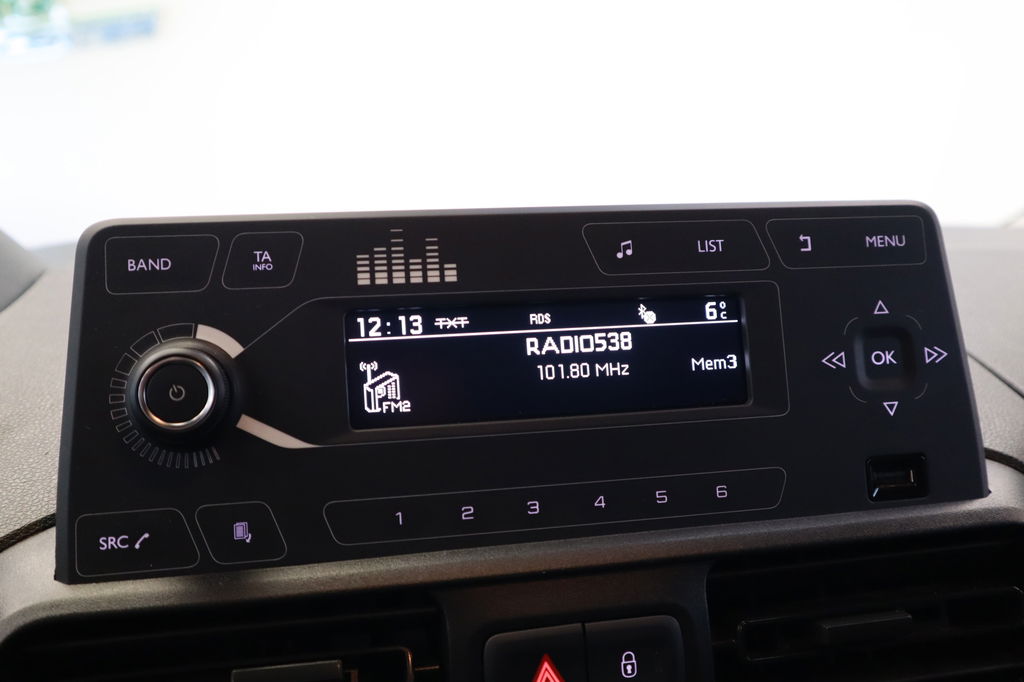 BAND
TA
INFO
LIST
MENU
12:13 TXT RDS 6°C
RADIO538
101.80 MHz
Mem3
FM2
OK
1 2 3 4 5 6
SRC